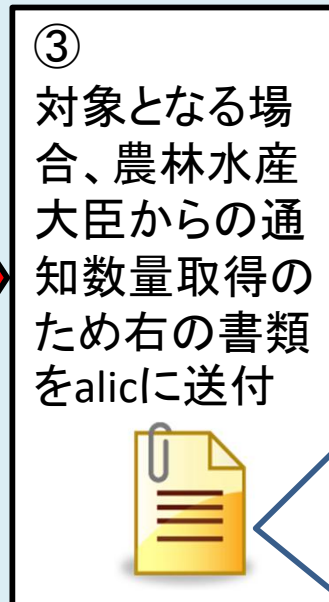 ③
対象となる場
合、農林水産
大臣からの通
知数量取得の
ため右の書類
をalicに送付